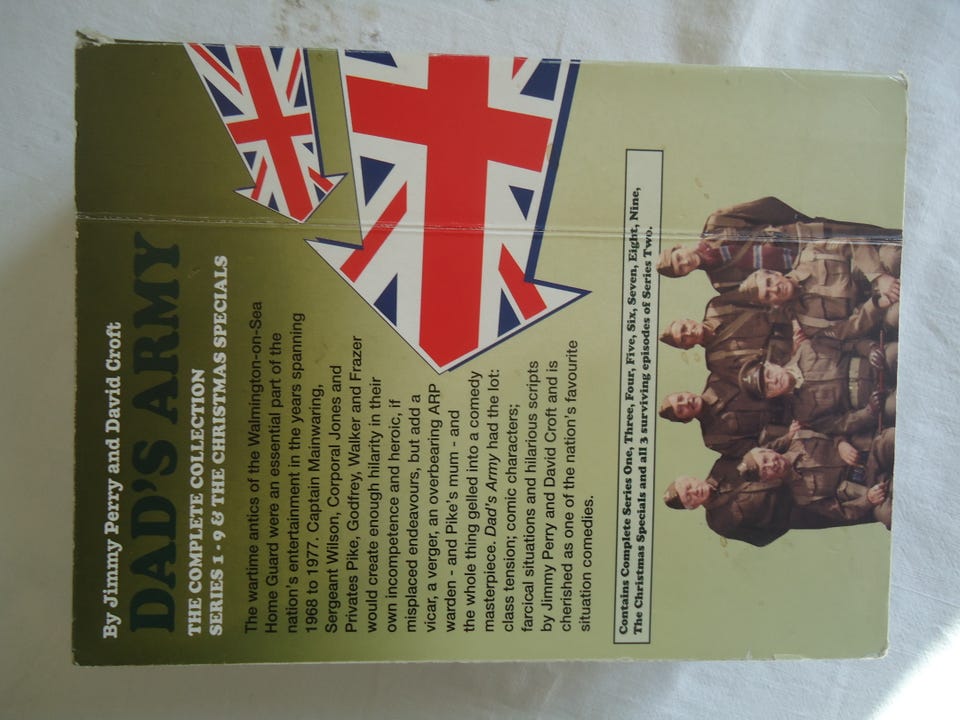 By Jimmy Perry and David Croft
DAD'S ARMY
THE COMPLETE COLLECTION
SERIES 1 - 9 & THE CHRISTMAS SPECIALS
The wartime antics of the Walmington-on-Sea
Home Guard were an essential part of the
nation's entertainment in the years spanning
1968 to 1977. Captain Mainwaring,
Sergeant Wilson, Corporal Jones and
Privates Pike, Godfrey, Walker and Frazer
would create enough hilarity in their
own incompetence and heroic, if
misplaced endeavours, but add a
vicar, a verger, an overbearing ARP
warden - and Pike's mum - and
the whole thing gelled into a comedy
masterpiece. Dad's Army had the lot:
class tension; comic characters;
farcical situations and hilarious scripts
by Jimmy Perry and David Croft and is
cherished as one of the nation's favourite
situation comedies.
Contains Complete Series One, Three, Four, Five, Six, Seven, Eight, Nine,
The Christmas Specials and all 3 surviving episodes of Series Two.